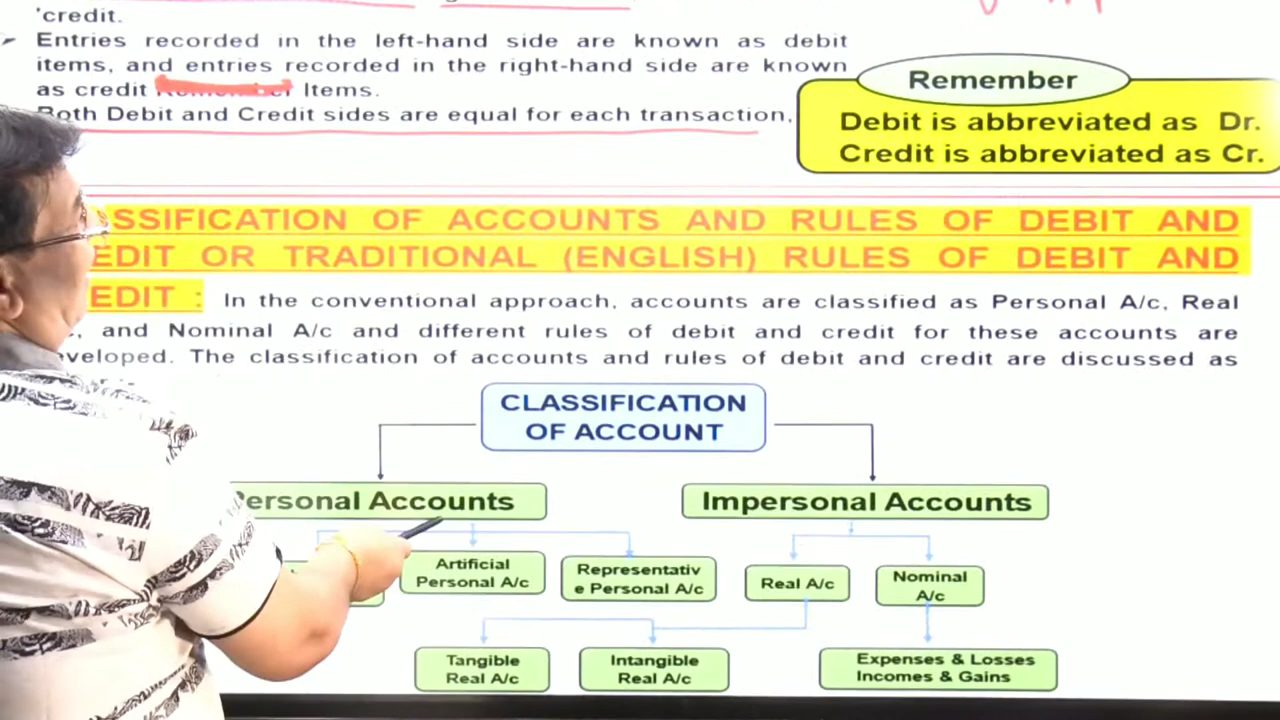 'credit.
Entries recorded in the left-hand side are known as debit
items, and entries recorded in the right-hand side are known
as credit Items.
Both Debit and Credit sides are equal for each transaction,
Remember
Debit is abbreviated as Dr.
Credit is abbreviated as Cr.
SSIFICATION OF ACCOUNTS AND RULES OF DEBIT AND
EDIT OR TRADITIONAL (ENGLISH) RULES OF DEBIT AND
EDIT : In the conventional approach, accounts are classified as Personal A/c, Real
and Nominal A/c and different rules of debit and credit for these accounts are
veloped. The classification of accounts and rules of debit and credit are discussed as
CLASSIFICATION
OF ACCOUNT
Personal Accounts
Impersonal Accounts
Artificial
Personal A/c
Representativ
e Personal A/c
Real A/c
Nominal
A/c
Tangible
Real A/c
Intangible
Real A/c
Expenses & Losses
Incomes & Gains